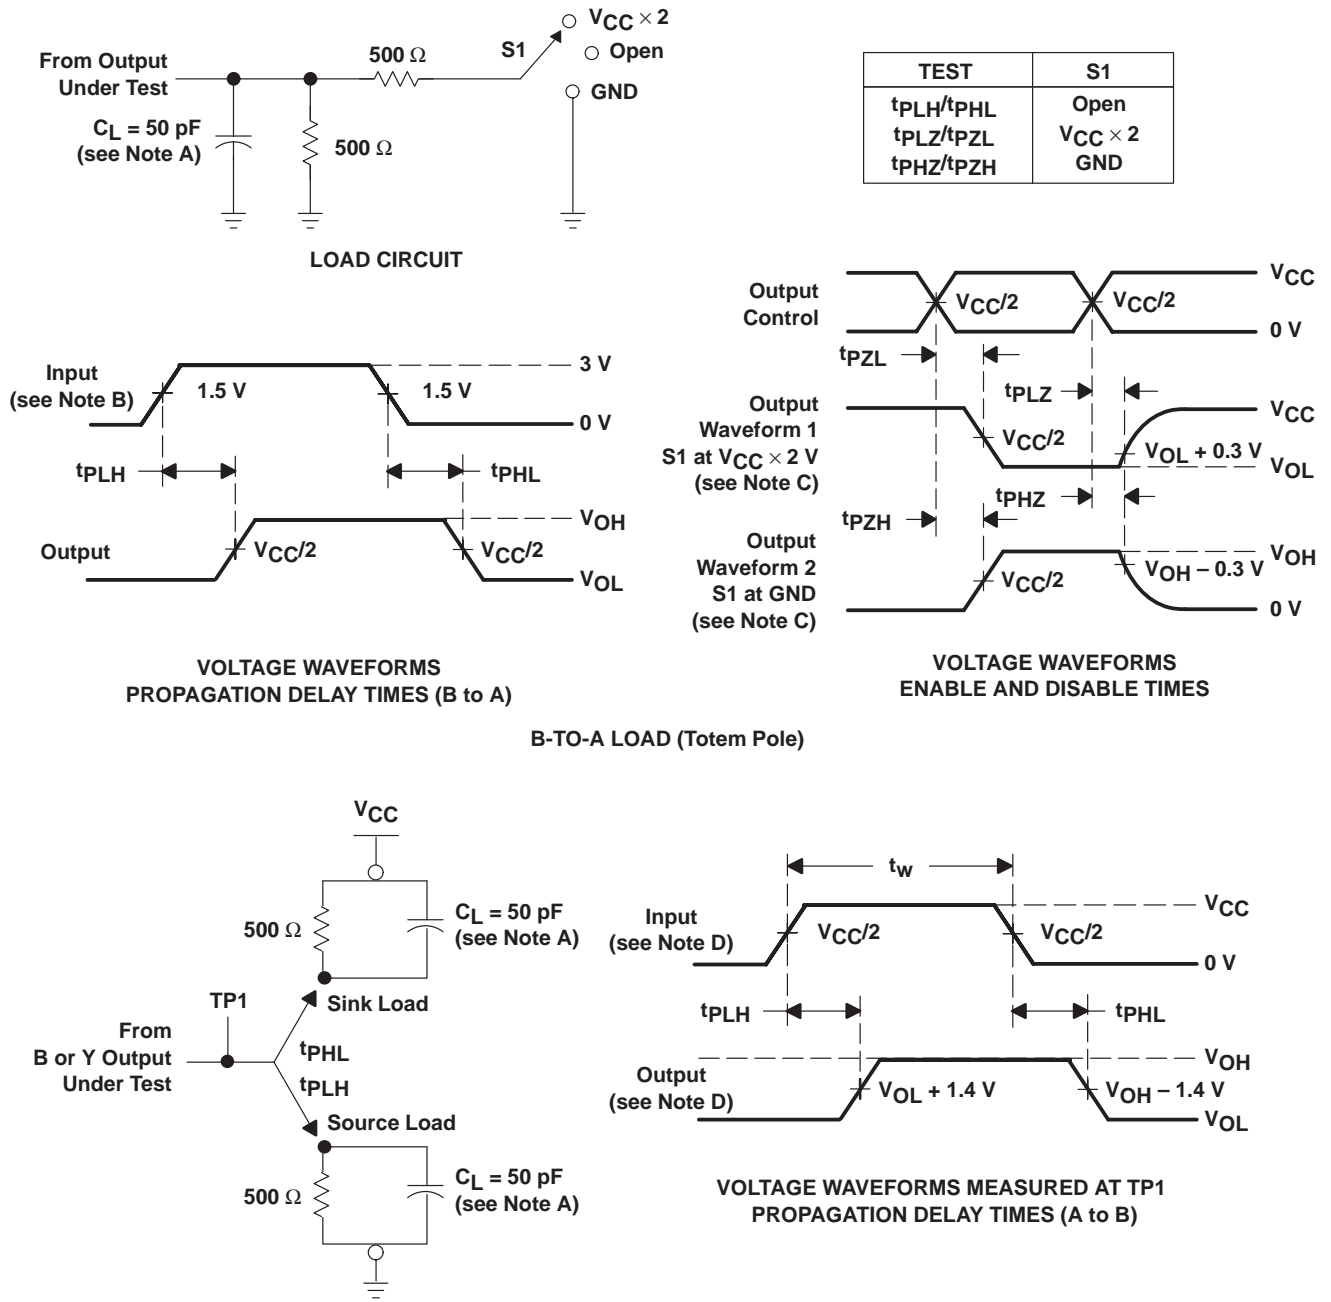 From Output
Under Test
CL = 50 pF
(see Note A)
500 Ω
500 Ω
S1
VCC × 2
Open
GND
LOAD CIRCUIT
TEST S1
tPLH/tPHL Open
tPLZ/tPZL VCC × 2
tPHZ/tPZH GND
Input
(see Note B)
1.5 V
1.5 V
3 V
0 V
tPLH
tPHL
Output
VCC/2
VCC/2
VOH
VOL
VOLTAGE WAVEFORMS
PROPAGATION DELAY TIMES (B to A)
Output
Control
VCC/2
VCC/2
VCC
0 V
tPZL
tPLZ
Output
Waveform 1
S1 at VCC × 2 V
(see Note C)
VCC/2
VCC
VOL + 0.3 V
VOL
tPHZ
tPZH
Output
Waveform 2
S1 at GND
(see Note C)
VCC/2
VOH
VOH – 0.3 V
0 V
VOLTAGE WAVEFORMS
ENABLE AND DISABLE TIMES
B-TO-A LOAD (Totem Pole)
VCC
500 Ω
CL = 50 pF
(see Note A)
Sink Load
TP1
From
B or Y Output
Under Test
tPHL
tPLH
Source Load
500 Ω
CL = 50 pF
(see Note A)
tw
Input
(see Note D)
VCC/2
VCC/2
VCC
0 V
tPLH
tPHL
Output
(see Note D)
VOL + 1.4 V
VOH – 1.4 V
VOH
VOL
VOLTAGE WAVEFORMS MEASURED AT TP1
PROPAGATION DELAY TIMES (A to B)